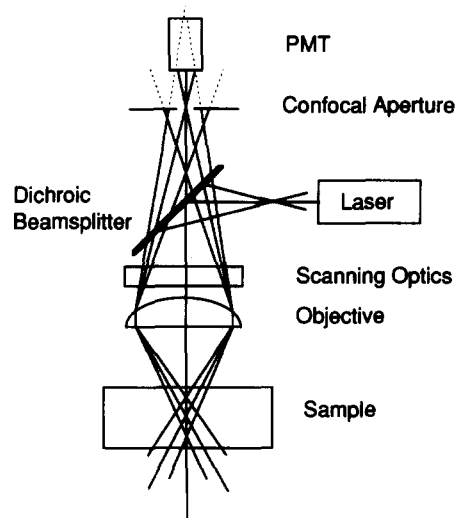 PMT
Confocal Aperture
Dichroic
Beamsplitter
Laser
Scanning Optics
Objective
Sample